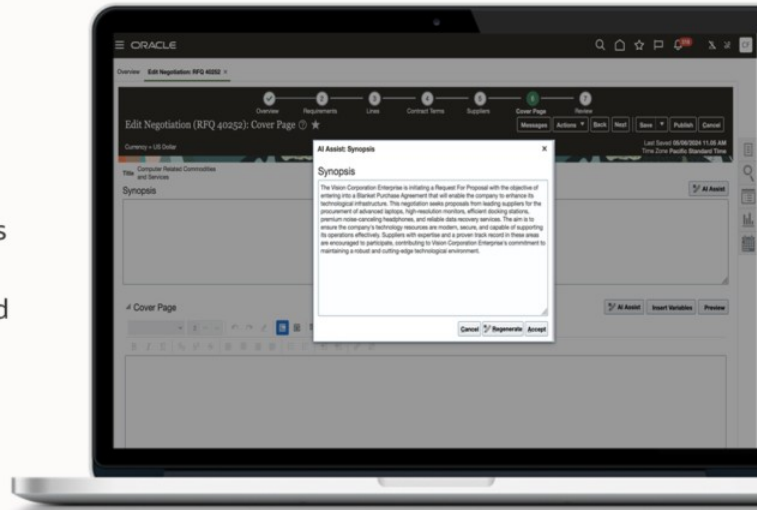 ORACLE
Overview
Edit Negotiation: RFQ 40252 ×
Overview
Requirements
Lines
Contract Terms
Suppliers
Cover Page
Review
Edit Negotiation (RFQ 40252): Cover Page
Messages
Actions
Back
Next
Save
Publish
Cancel
Currency = US Dollar
Last Saved 05/09/2024 11.05 AM
Time Zone Pacific Standard Time
Title Computer Related Commodities
and Services
Synopsis
AI Assist
AI Assist: Synopsis
X
Synopsis
The Vision Corporation Enterprise is initiating a Request For Proposal with the objective of
entering into a Blanket Purchase Agreement that will enable the company to enhance its
technological infrastructure. This negotiation seeks proposals from leading suppliers for the
procurement of advanced laptops, high-resolution monitors, efficient docking stations,
premium noise-canceling headphones, and reliable data recovery services. The aim is to
ensure the company's technology resources are modern, secure, and capable of supporting
its operations effectively. Suppliers with expertise and a proven track record in these areas
are encouraged to participate, contributing to Vision Corporation Enterprise's commitment to
maintaining a robust and cutting-edge technological environment.
Cancel
Regenerate
Accept
Cover Page
AI Assist
Insert Variables
Preview